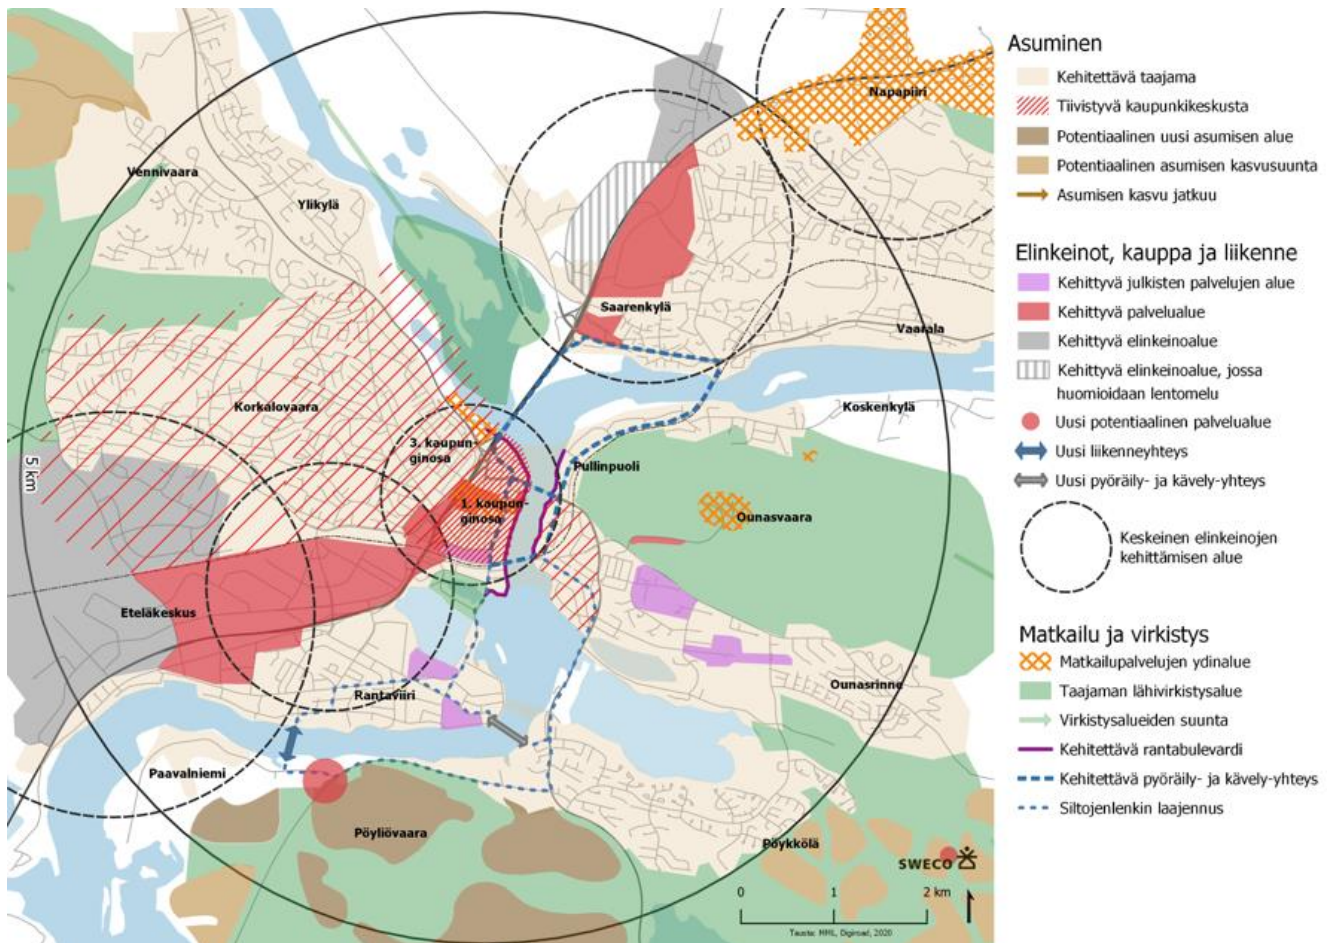 Napapiiri
Vennivaara
Ylikylä
Saarenkylä
Vaarala
Korkalovaara
Koskenkylä
3. kaupun-
ginosa
Pullinpuoli
5 km
1. kaupun-
ginosa
Ounasvaara
Eteläkeskus
Rantaviiri
Ounasrinne
Paavalniemi
Pöyliövaara
Pöykkölä
SWECO
0 1 2 km
Tausta: MML, Digiroad, 2020
Asuminen
Kehitettävä taajama
Tiivistyvä kaupunkikeskusta
Potentiaalinen uusi asumisen alue
Potentiaalinen asumisen kasvusuunta
Asumisen kasvu jatkuu
Elinkeinot, kauppa ja liikenne
Kehittyvä julkisten palvelujen alue
Kehittyvä palvelualue
Kehittyvä elinkeinoalue
Kehittyvä elinkeinoalue, jossa
huomioidaan lentomelu
Uusi potentiaalinen palvelualue
Uusi liikenneyhteys
Uusi pyöräily- ja kävely-yhteys
Keskeinen elinkeinojen
kehittämisen alue
Matkailu ja virkistys
Matkailupalvelujen ydinalue
Taajaman lähivirkistysalue
Virkistysalueiden suunta
Kehitettävä rantabulevardi
Kehitettävä pyöräily- ja kävely-yhteys
Siltojenlenkin laajennus